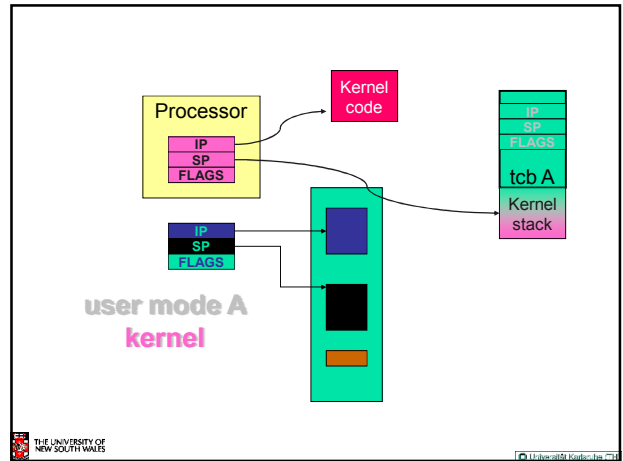 Kernel
code
Processor
IP
SP
FLAGS
IP
SP
FLAGS
tcb A
Kernel
stack
IP
SP
FLAGS
user mode A
kernel
THE UNIVERSITY OF
NEW SOUTH WALES
Universität Karlsruhe (TH)